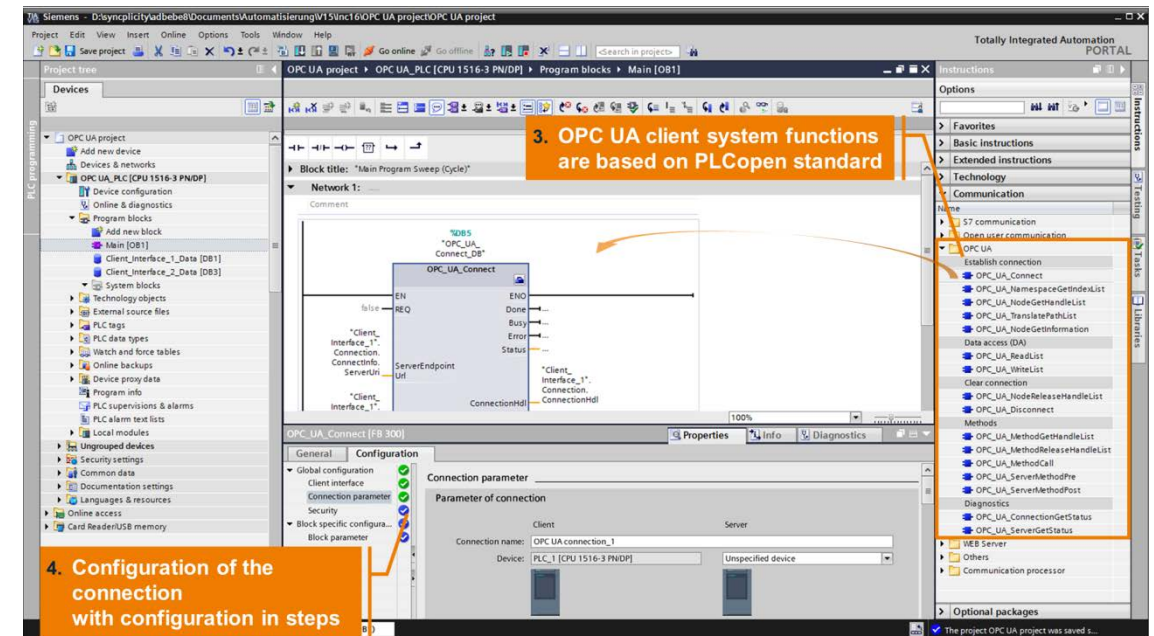 Siemens - D:\syncplicity\adbebe8\Documents\Automatisierung\V15\Inc16\OPC UA project\OPC UA project
Project Edit View Insert Online Options Tools Window Help
Totally Integrated Automation
PORTAL
Save project
Go online
Go offline
<Search in project>
Project tree
OPC UA project
OPC UA_PLC [CPU 1516-3 PN/DP]
Program blocks
Main [OB1]
Instructions
Devices
Options
PLC programming
OPC UA project
Add new device
Devices & networks
OPC UA_PLC [CPU 1516-3 PN/DP]
Device configuration
Online & diagnostics
Program blocks
Add new block
Main [OB1]
Client_Interface_1_Data [DB1]
Client_Interface_2_Data [DB3]
System blocks
Technology objects
External source files
PLC tags
PLC data types
Watch and force tables
Online backups
Device proxy data
Program info
PLC supervisions & alarms
PLC alarm text lists
Local modules
Ungrouped devices
Security settings
Common data
Documentation settings
Languages & resources
Online access
Card Reader/USB memory
3. OPC UA client system functions
are based on PLCopen standard
Block title: "Main Program Sweep (Cycle)"
Network 1:
Comment
%DB5
"OPC_UA_
Connect_DB"
OPC_UA_Connect
EN
ENO
false
REQ
Done
Busy
Error
Status
"Client_
Interface_1".
Connection.
ConnectInfo.
ServerUri
ServerEndpoint
Url
"Client_
Interface_1".
Connection.
ConnectionHdl
ConnectionHdl
"Client_
Interface_1".
100%
OPC_UA_Connect [FB 300]
Properties
Info
Diagnostics
General
Configuration
Global configuration
Client interface
Connection parameter
Security
Block specific configura...
Block parameter
Connection parameter
Parameter of connection
Client
Server
Connection name:
OPC UA connection_1
Device:
PLC_1 [CPU 1516-3 PN/DP]
Unspecified device
4. Configuration of the
connection
with configuration in steps
Favorites
Basic instructions
Extended instructions
Technology
Communication
Name
S7 communication
Open user communication
OPC UA
Establish connection
OPC_UA_Connect
OPC_UA_NamespaceGetIndexList
OPC_UA_NodeGetHandleList
OPC_UA_TranslatePathList
OPC_UA_NodeGetInformation
Data access (DA)
OPC_UA_ReadList
OPC_UA_WriteList
Clear connection
OPC_UA_NodeReleaseHandleList
OPC_UA_Disconnect
Methods
OPC_UA_MethodGetHandleList
OPC_UA_MethodReleaseHandleList
OPC_UA_MethodCall
OPC_UA_ServerMethodPre
OPC_UA_ServerMethodPost
Diagnostics
OPC_UA_ConnectionGetStatus
OPC_UA_ServerGetStatus
WEB Server
Others
Communication processor
Optional packages
Instructions
Testing
Tasks
Libraries
The project OPC UA project was saved s...